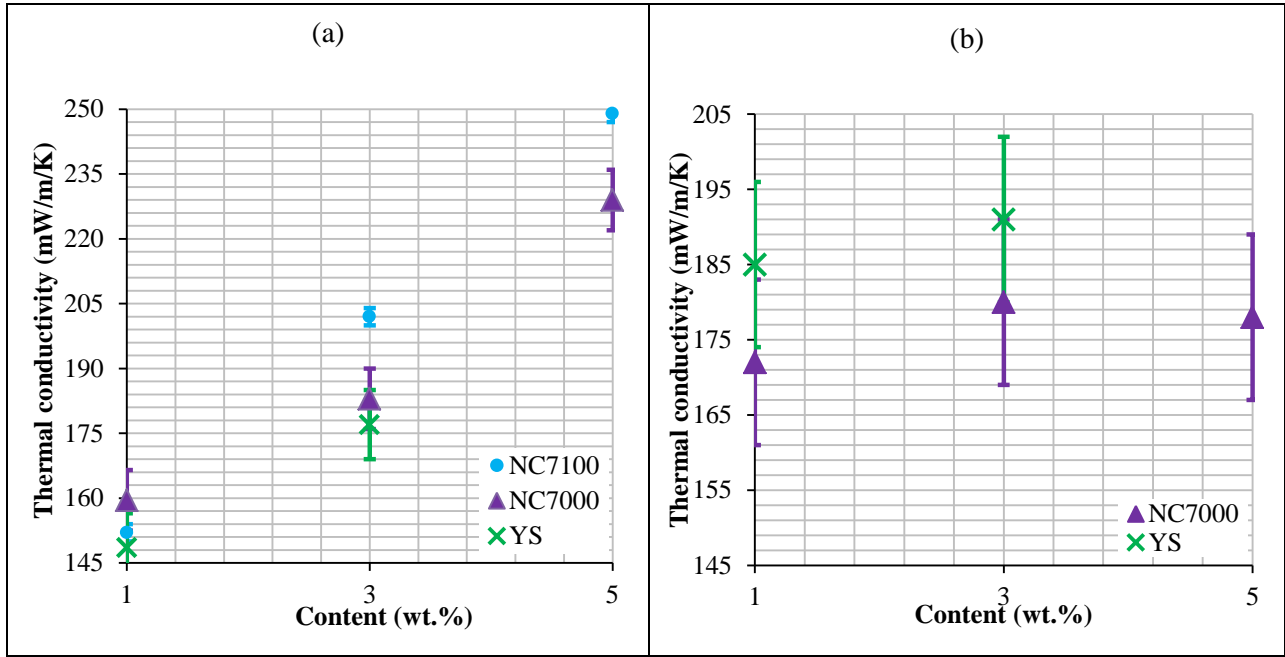 (a)
Thermal conductivity (mW/m/K)
250
235
220
205
190
175
160
145
1
3
5
Content (wt.%)
NC7100
NC7000
YS
(b)
Thermal conductivity (mW/m/K)
205
195
185
175
165
155
145
1
3
5
Content (wt.%)
NC7000
YS